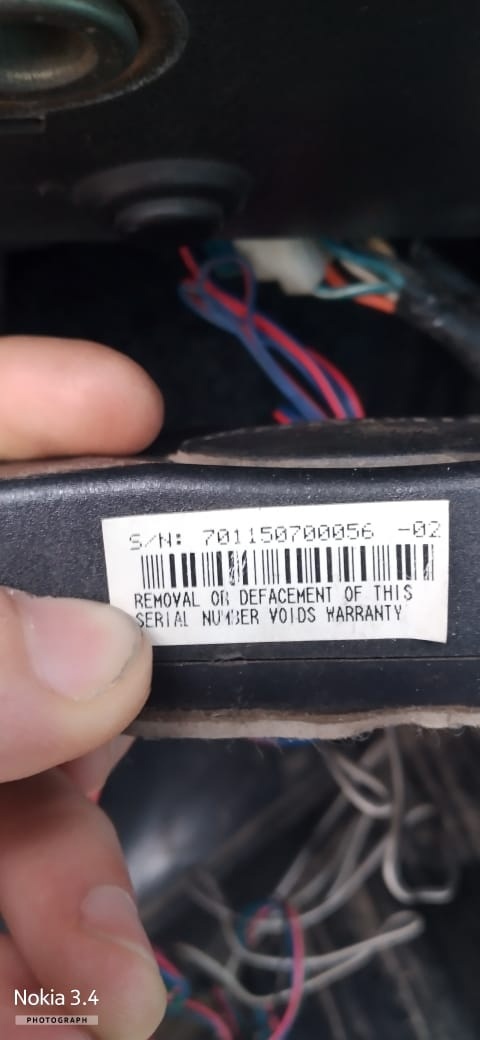 S/N: 701150700056 -02
REMOVAL OR DEFACEMENT OF THIS
SERIAL NUMBER VOIDS WARRANTY
Nokia 3.4
PHOTOGRAPH